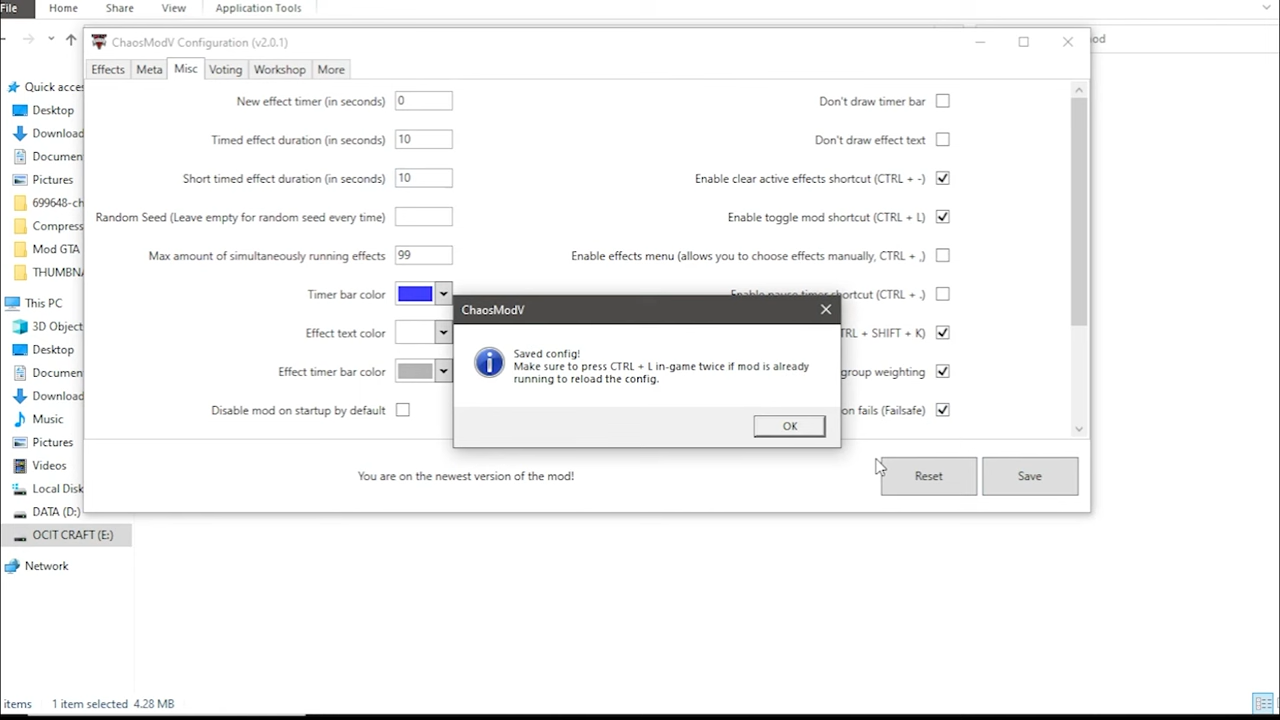 File Home Share View Application Tools
ChaosModV Configuration (v2.0.1)
Effects Meta Misc Voting Workshop More
New effect timer (in seconds) 0
Don't draw timer bar
Timed effect duration (in seconds) 10
Don't draw effect text
Short timed effect duration (in seconds) 10
Enable clear active effects shortcut (CTRL + -)
Random Seed (Leave empty for random seed every time)
Enable toggle mod shortcut (CTRL + L)
Max amount of simultaneously running effects 99
Enable effects menu (allows you to choose effects manually, CTRL + ,)
Timer bar color
Enable pause timer shortcut (CTRL + .)
Effect text color
CTRL + SHIFT + K)
Effect timer bar color
group weighting
Disable mod on startup by default
on fails (Failsafe)
You are on the newest version of the mod!
Reset
Save
ChaosModV
Saved config!
Make sure to press CTRL + L in-game twice if mod is already
running to reload the config.
OK
od
Quick acces
Desktop
Download
Documen
Pictures
699648-ch
Compress
Mod GTA
THUMBNA
This PC
3D Object
Desktop
Documen
Download
Music
Pictures
Videos
Local Disk
DATA (D:)
OCIT CRAFT (E:)
Network
items 1 item selected 4.28 MB